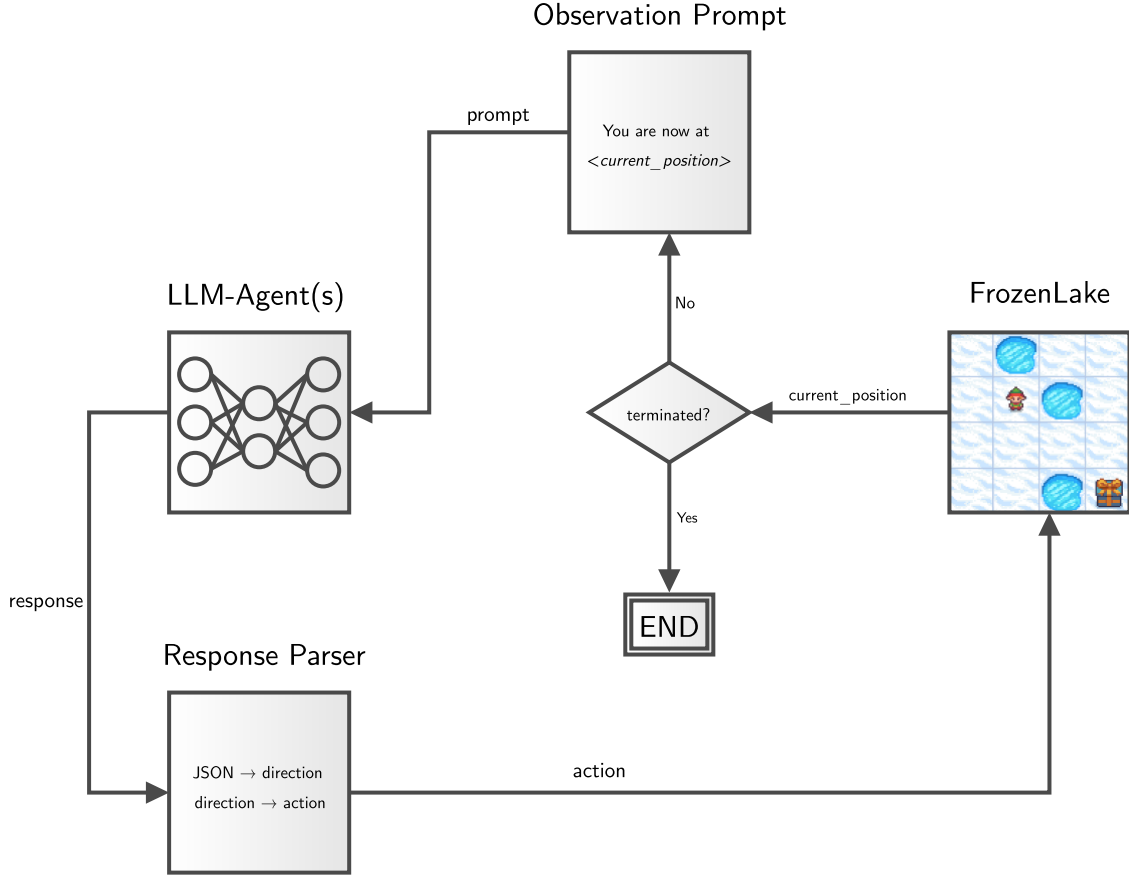 Observation Prompt
prompt
You are now at
<current_position>
LLM-Agent(s)
FrozenLake
No
terminated?
current_position
Yes
response
END
Response Parser
JSON → direction
direction → action
action